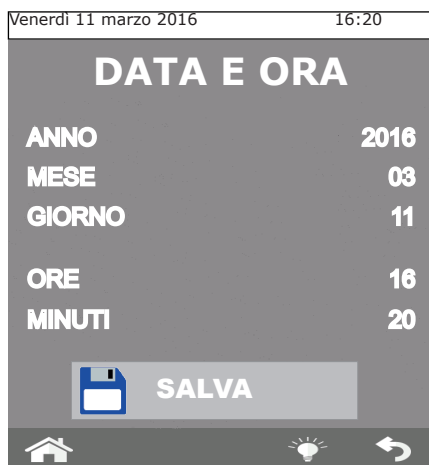 Venerdì 11 marzo 2016 16:20
DATA E ORA
ANNO 2016
MESE 03
GIORNO 11
ORE 16
MINUTI 20
SALVA